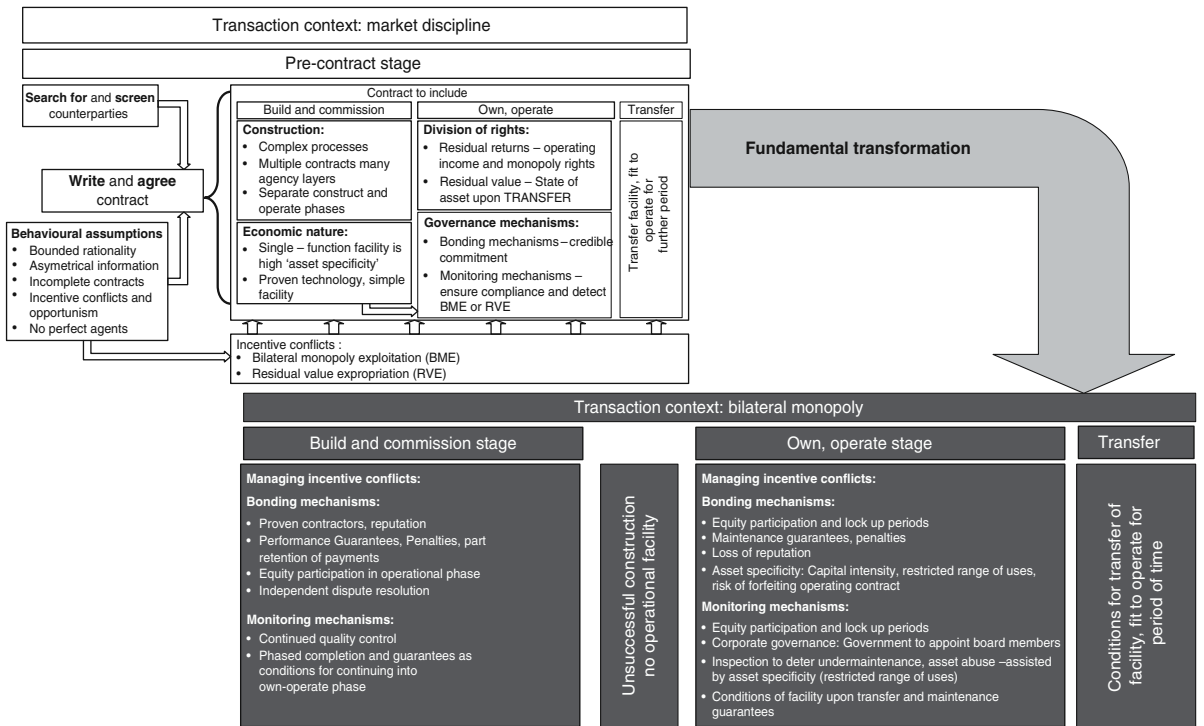 Transaction context: market discipline
Pre-contract stage
Search for and screen
counterparties
Write and agree
contract
Behavioural assumptions
• Bounded rationality
• Asymetrical information
• Incomplete contracts
• Incentive conflicts and
opportunism
• No perfect agents
Contract to include
Build and commission
Construction:
• Complex processes
• Multiple contracts many
agency layers
• Separate construct and
operate phases
Economic nature:
• Single – function facility is
high ‘asset specificity’
• Proven technology, simple
facility
Own, operate
Division of rights:
• Residual returns – operating
income and monopoly rights
• Residual value – State of
asset upon TRANSFER
Governance mechanisms:
• Bonding mechanisms – credible
commitment
• Monitoring mechanisms –
ensure compliance and detect
BME or RVE
Transfer
Transfer facility, fit to
operate for
further period
Incentive conflicts :
• Bilateral monopoly exploitation (BME)
• Residual value expropriation (RVE)
Fundamental transformation
Transaction context: bilateral monopoly
Build and commission stage
Managing incentive conflicts:
Bonding mechanisms:
• Proven contractors, reputation
• Performance Guarantees, Penalties, part
retention of payments
• Equity participation in operational phase
• Independent dispute resolution
Monitoring mechanisms:
• Continued quality control
• Phased completion and guarantees as
conditions for continuing into
own-operate phase
Unsuccessful construction
no operational facility
Own, operate stage
Managing incentive conflicts:
Bonding mechanisms:
• Equity participation and lock up periods
• Maintenance guarantees, penalties
• Loss of reputation
• Asset specificity: Capital intensity, restricted range of uses,
risk of forfeiting operating contract
Monitoring mechanisms:
• Equity participation and lock up periods
• Corporate governance: Government to appoint board members
• Inspection to deter undermaintenance, asset abuse –assisted
by asset specificity (restricted range of uses)
• Conditions of facility upon transfer and maintenance
guarantees
Transfer
Conditions for transfer of
facility, fit to operate for
period of time